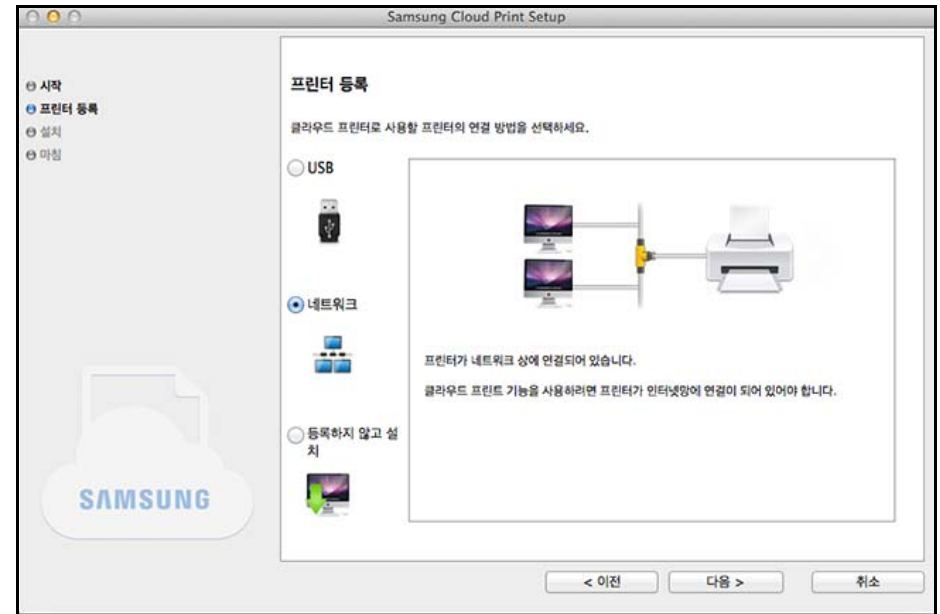 Samsung Cloud Print Setup
시작
프린터 등록
설치
마침
SAMSUNG
프린터 등록
클라우드 프린터로 사용할 프린터의 연결 방법을 선택하세요.
USB
네트워크
등록하지 않고 설
치
프린터가 네트워크 상에 연결되어 있습니다.
클라우드 프린트 기능을 사용하려면 프린터가 인터넷망에 연결이 되어 있어야 합니다.
< 이전
다음 >
취소